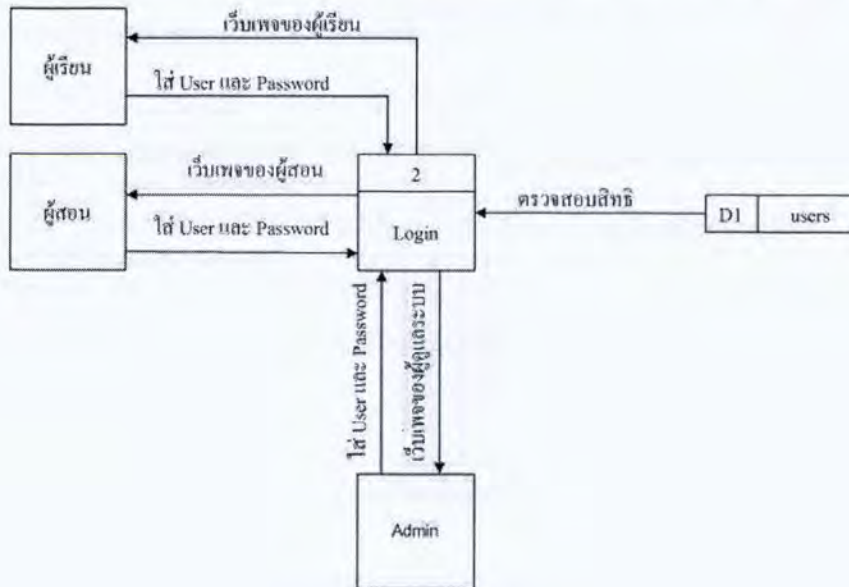 เว็บเพจของผู้เรียน
ผู้เรียน
ใส่ User และ Password
เว็บเพจของผู้สอน
2
ผู้สอน
ตรวจสอบสิทธิ
D1 users
ใส่ User และ Password
Login
ใส่ User และ Password
เว็บเพจของผู้ดูแลระบบ
Admin